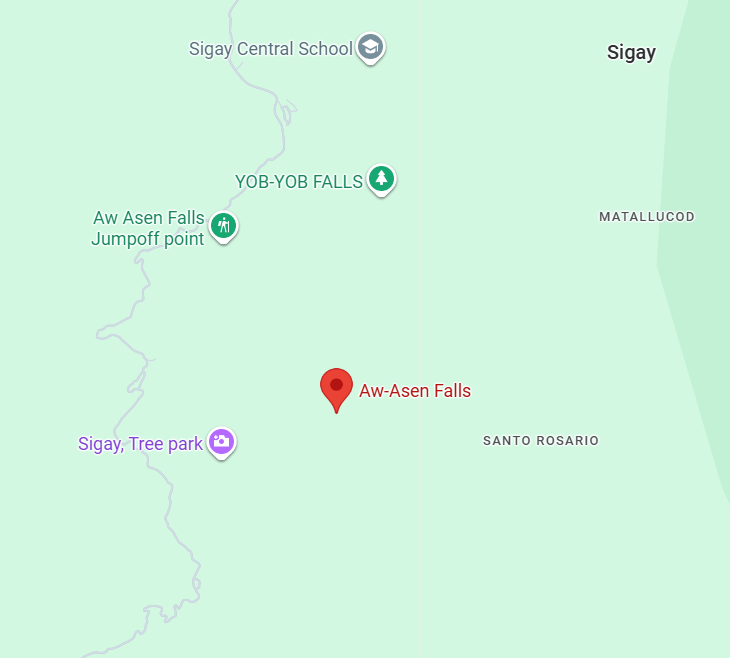 Sigay Central School
Sigay
YOB-YOB FALLS
Aw Asen Falls
Jumpoff point
MATALLUCOD
Aw-Asen Falls
Sigay, Tree park
SANTO ROSARIO